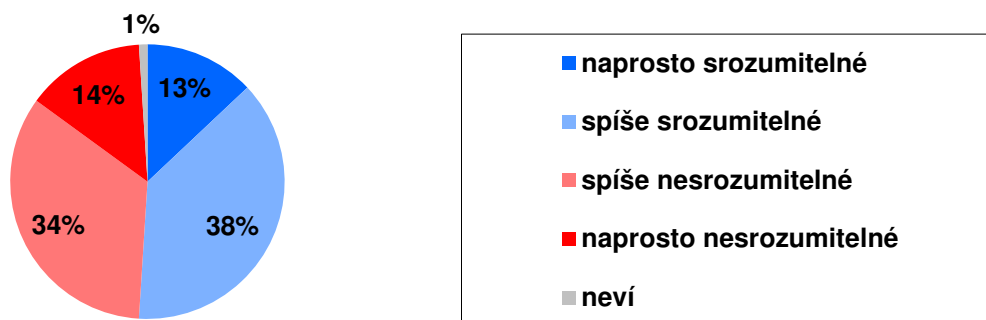 1%
13%
14%
34%
38%
naprosto srozumitelné
spíše srozumitelné
spíše nesrozumitelné
naprosto nesrozumitelné
neví